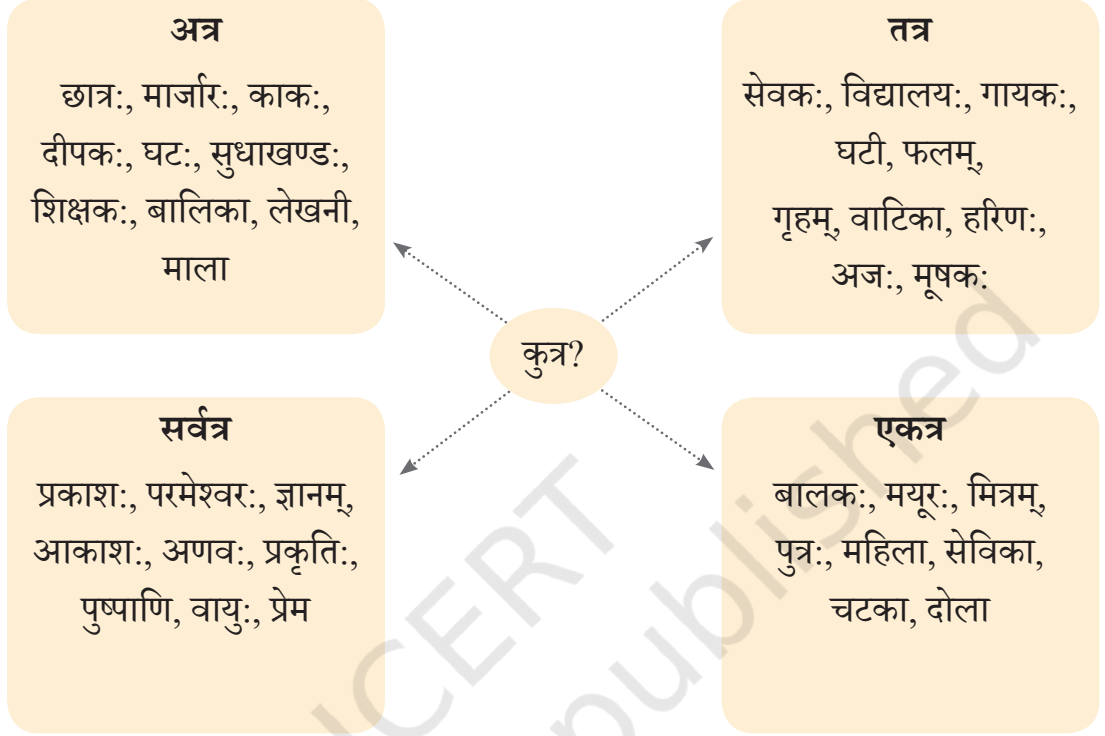 अत्र
छात्र:, मार्जार:, काक:,
दीपक:, घट:, सुधाखण्ड:,
शिक्षक:, बालिका, लेखनी,
माला
तत्र
सेवक:, विद्यालय:, गायक:,
घटी, फलम्,
गृहम्, वाटिका, हरिण:,
अज:, मूषक:
कुत्र?
सर्वत्र
प्रकाश:, परमेश्वर:, ज्ञानम्,
आकाश:, अणव:, प्रकृति:,
पुष्पाणि, वायु:, प्रेम
एकत्र
बालक:, मयूर:, मित्रम्,
पुत्र:, महिला, सेविका,
चटका, दोला